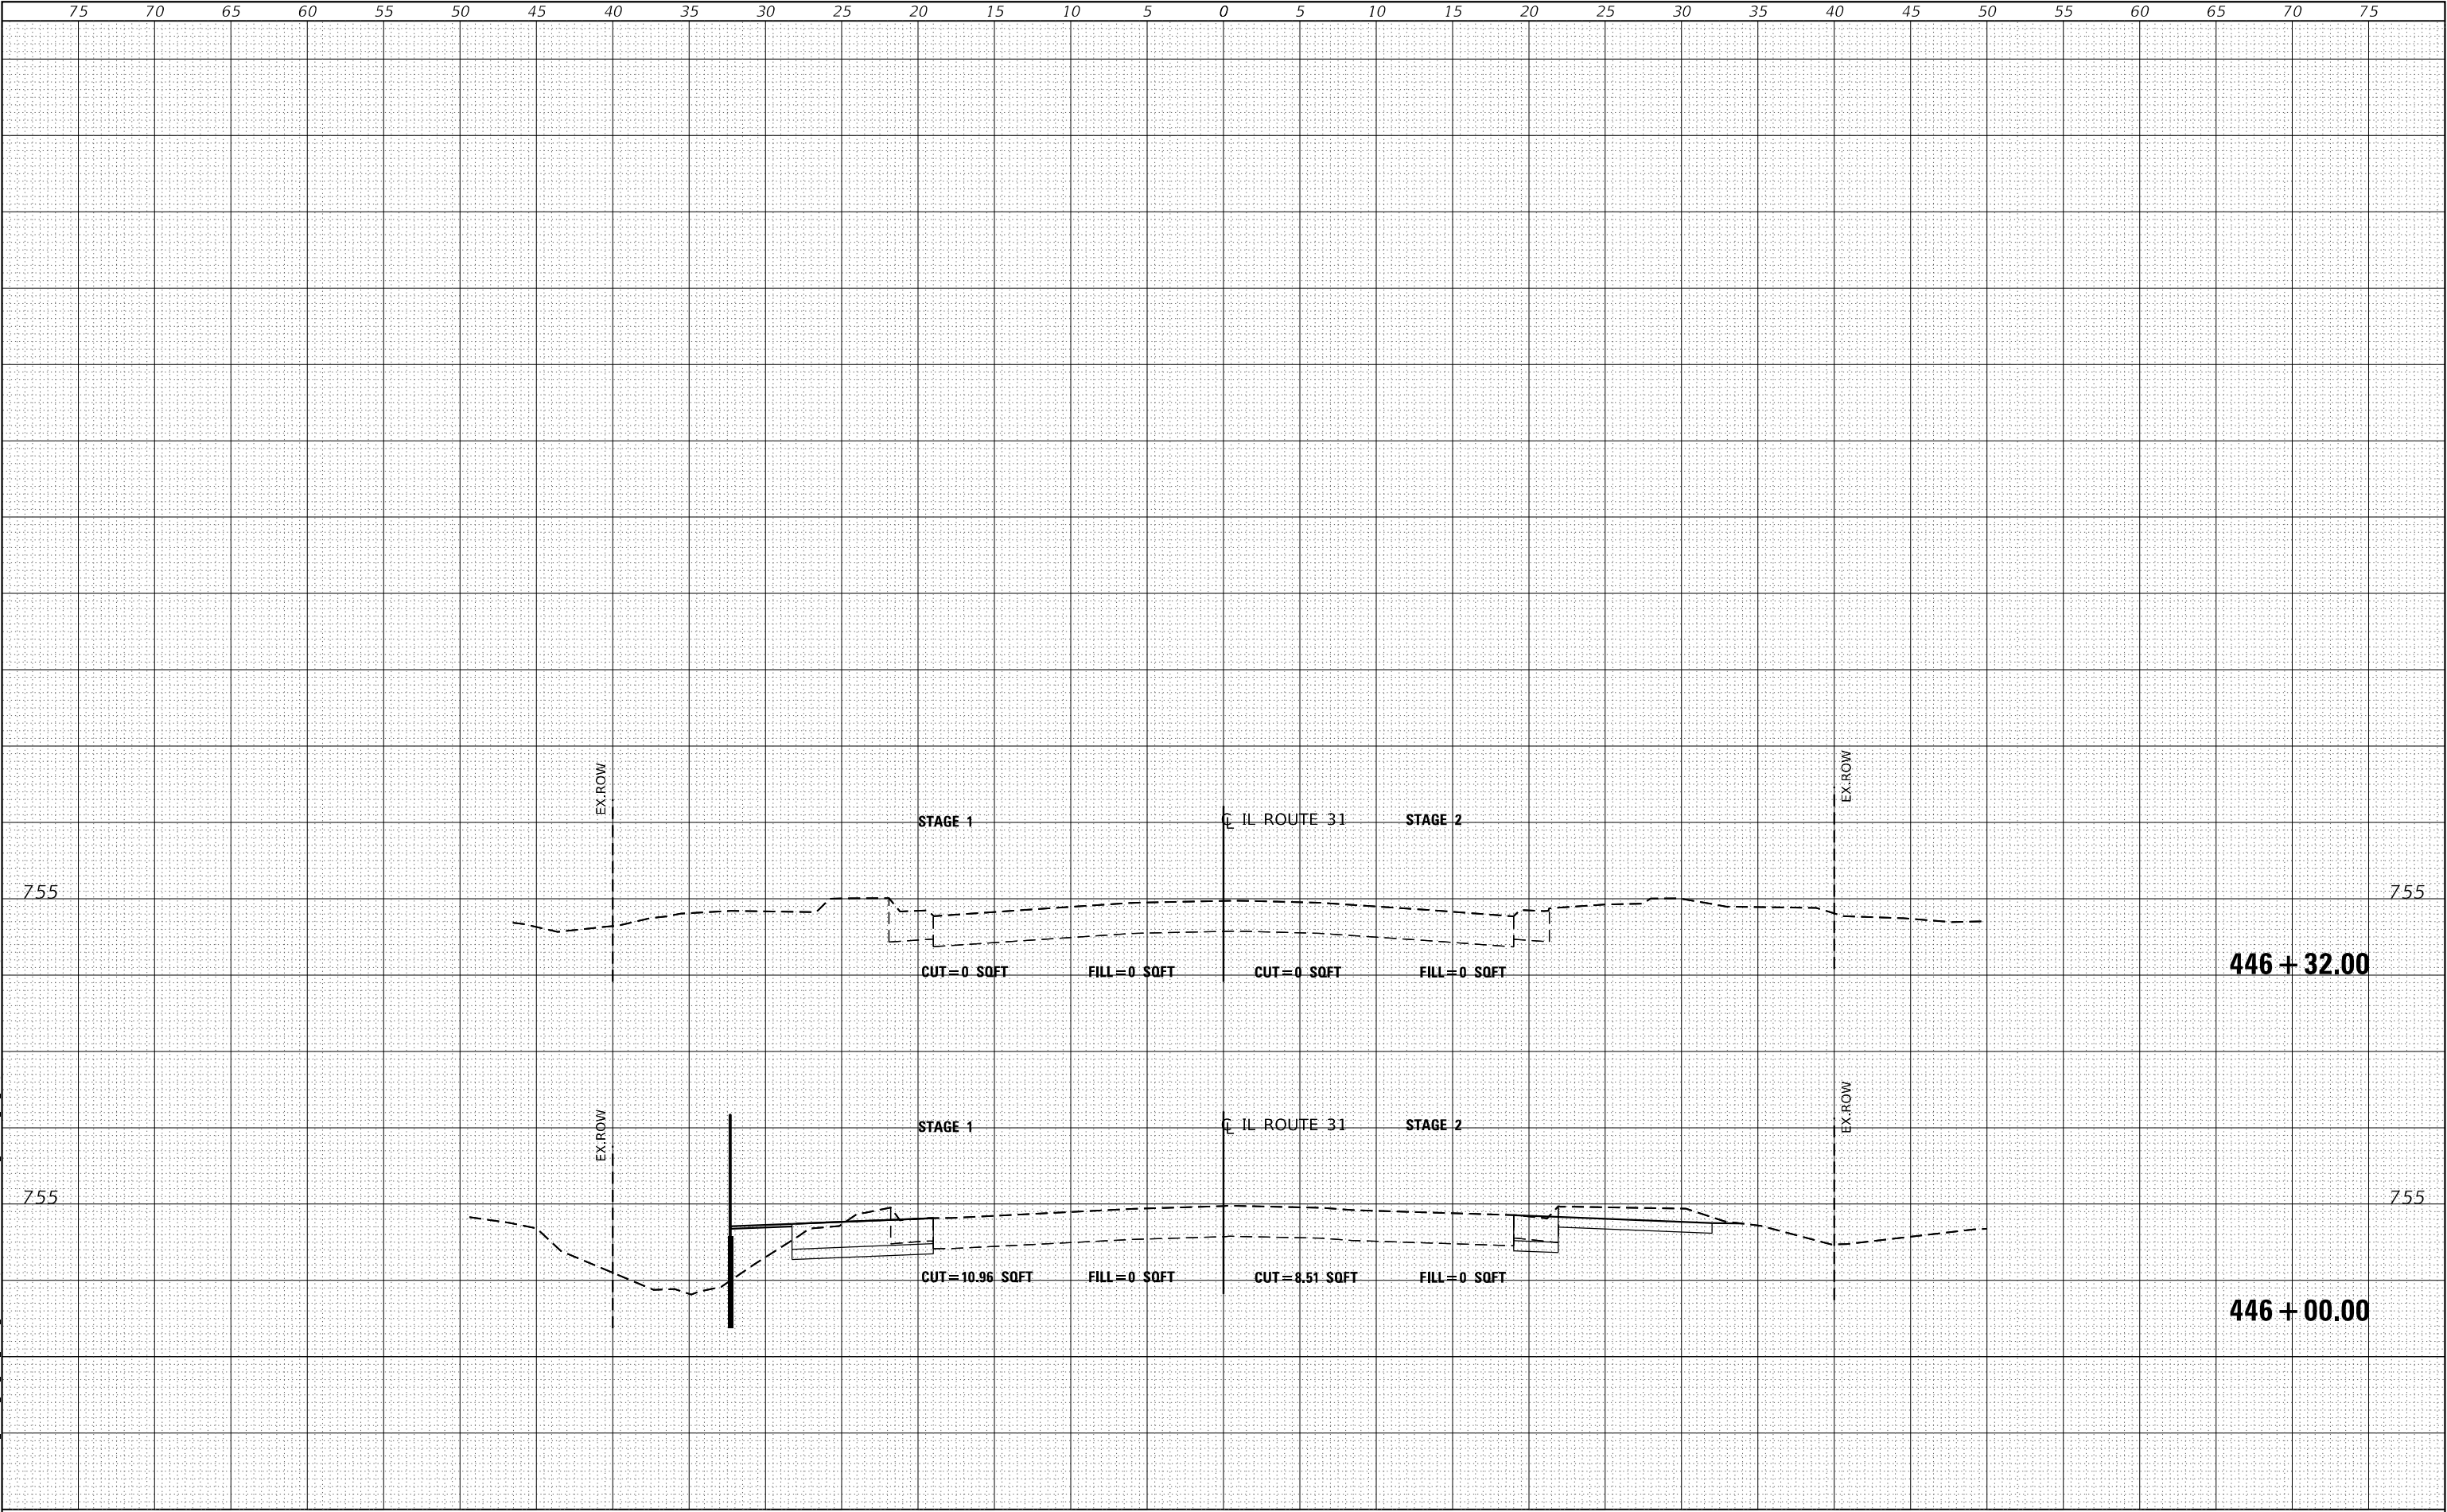 75 70 65 60 55 50 45 40 35 30 25 20 15 10 5 0 5 10 15 20 25 30 35 40 45 50 55 60 65 70 75
EX.ROW
EX.ROW
STAGE 1
℄ IL ROUTE 31
STAGE 2
755
755
CUT=0 SQFT
FILL=0 SQFT
CUT=0 SQFT
FILL=0 SQFT
446+32.00
EX.ROW
EX.ROW
STAGE 1
℄ IL ROUTE 31
STAGE 2
755
755
CUT=10.96 SQFT
FILL=0 SQFT
CUT=8.51 SQFT
FILL=0 SQFT
446+00.00